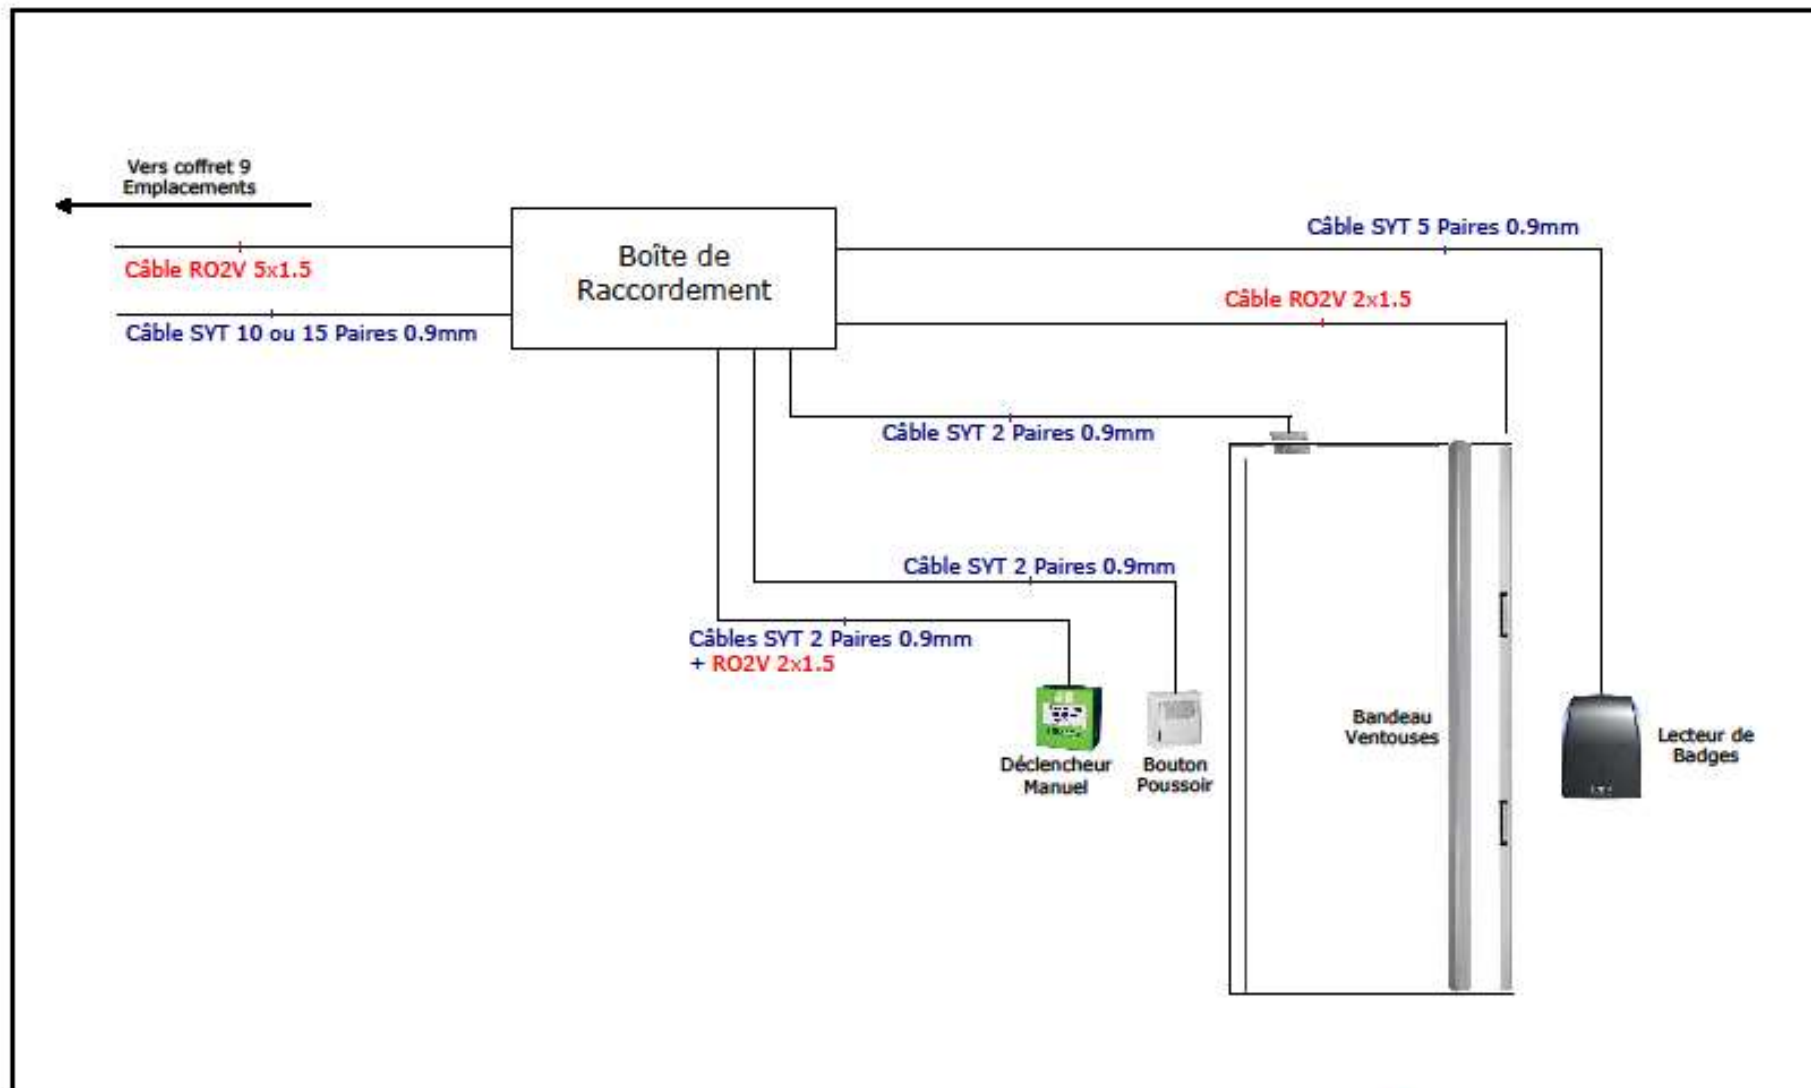 Vers coffret 9
Emplacements
Câble RO2V 5x1.5
Câble SYT 10 ou 15 Paires 0.9mm
Boîte de
Raccordement
Câble SYT 5 Paires 0.9mm
Câble RO2V 2x1.5
Câble SYT 2 Paires 0.9mm
Câble SYT 2 Paires 0.9mm
Câbles SYT 2 Paires 0.9mm
+ RO2V 2x1.5
Déclencheur
Manuel
Bouton
Poussoir
Bandeau
Ventouses
Lecteur de
Badges